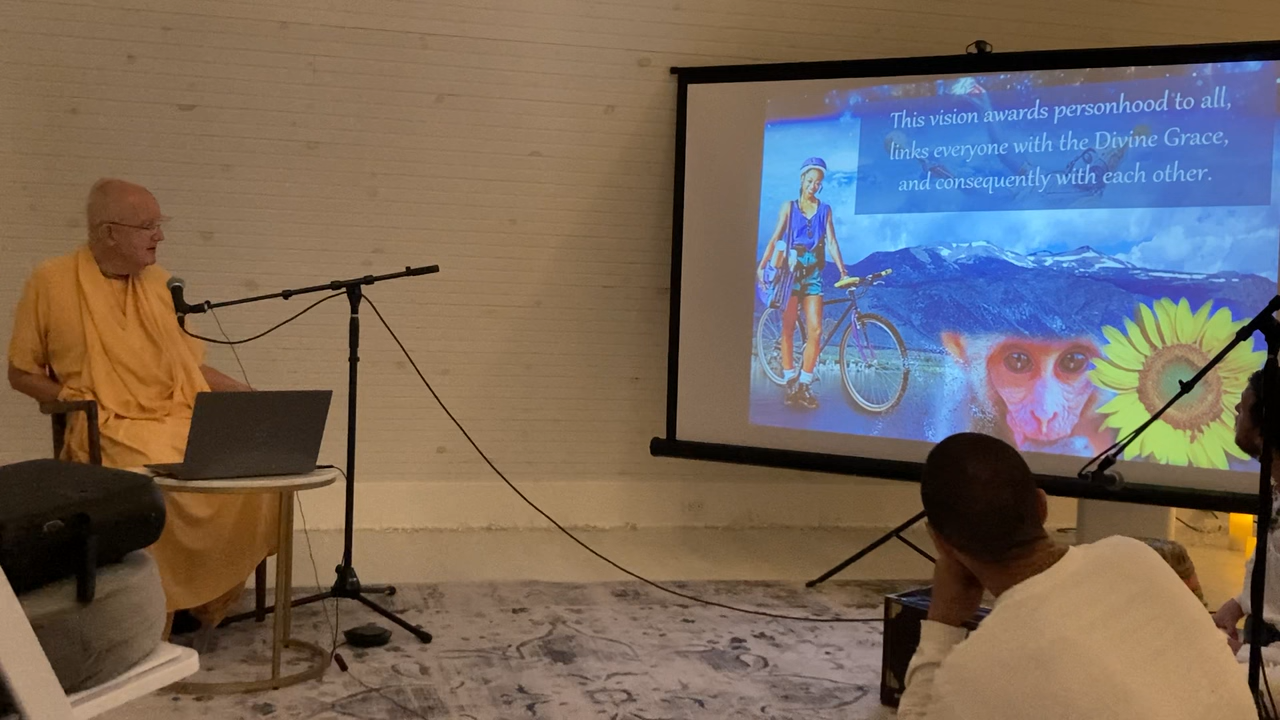 This vision awards personhood to all,
links everyone with the Divine Grace,
and consequently with each other.